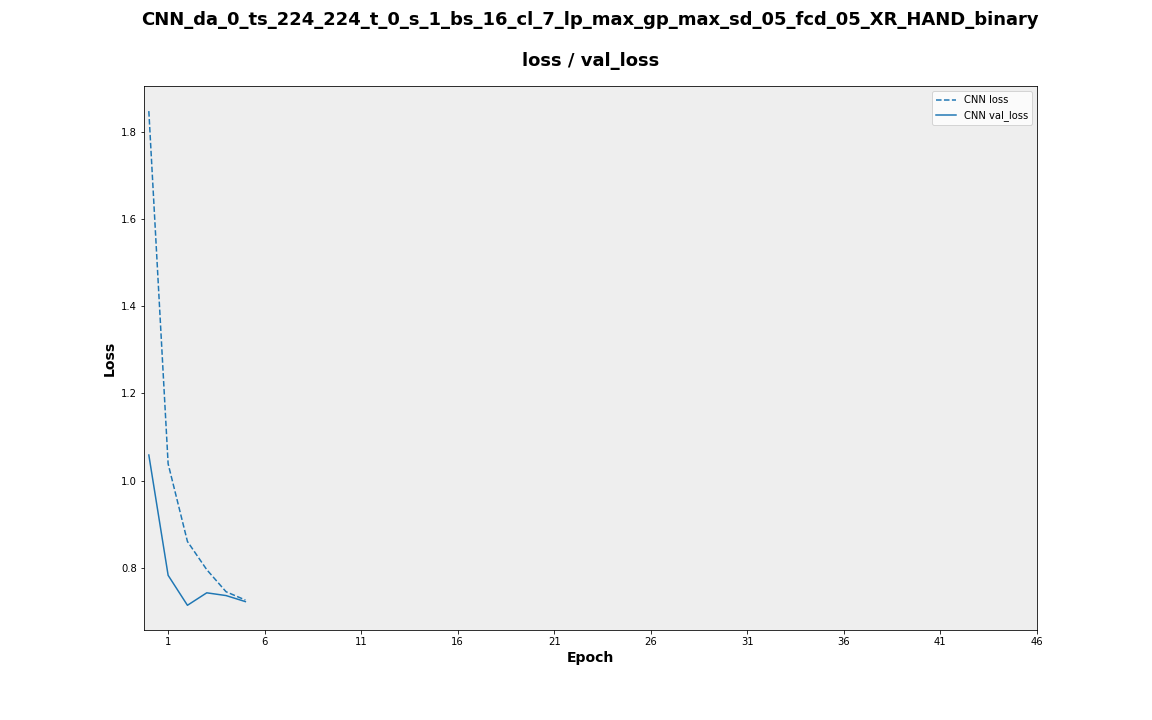 CNN_da_0_ts_224_224_t_0_s_1_bs_16_cl_7_lp_max_gp_max_sd_05_fcd_05_XR_HAND_binary
loss / val_loss
CNN loss
CNN val_loss
1.8
1.6
1.4
1.2
1.0
0.8
Loss
1 6 11 16 21 26 31 36 41 46
Epoch